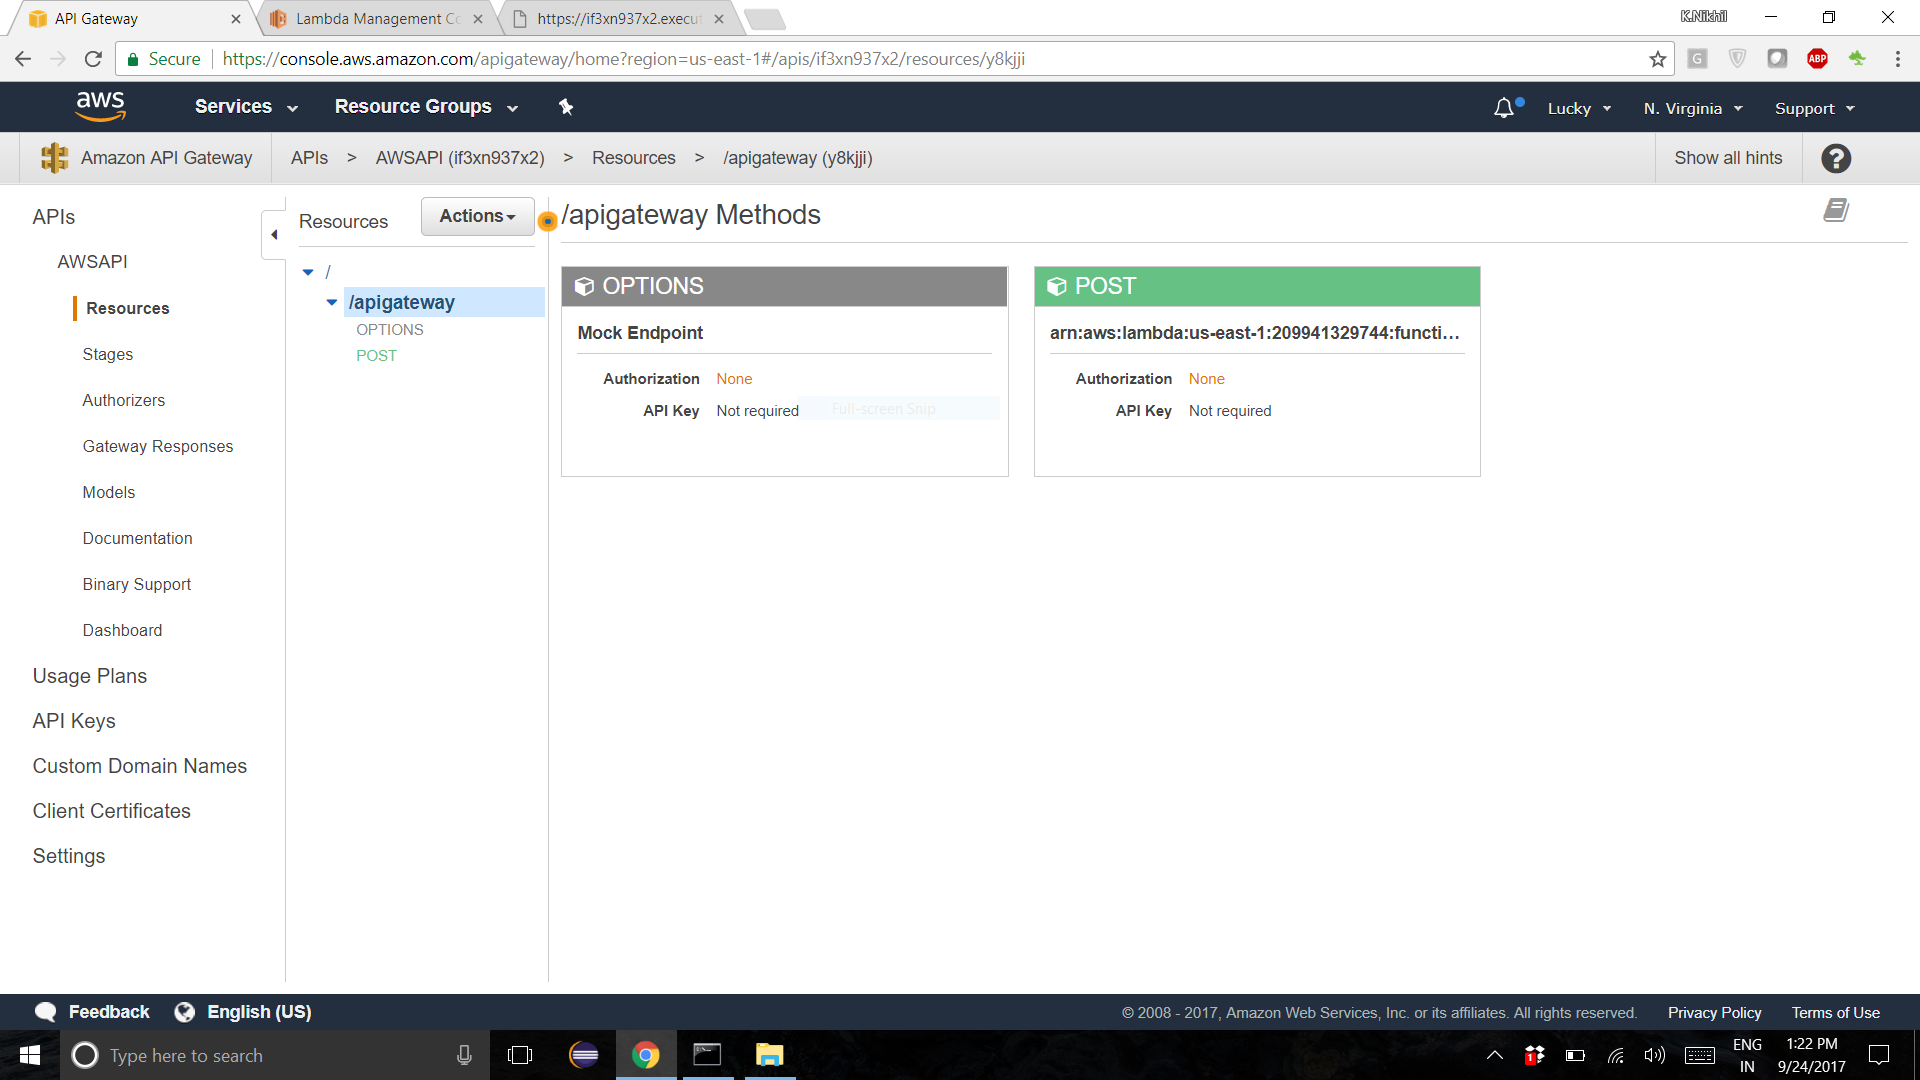 API Gateway
Lambda Management Co
https://if3xn937x2.execut
K.Nikhil
Secure
https://console.aws.amazon.com/apigateway/home?region=us-east-1#/apis/if3xn937x2/resources/y8kjji
G
ABP
aws
Services
Resource Groups
Lucky
N. Virginia
Support
Amazon API Gateway
APIs > AWSAPI (if3xn937x2) > Resources > /apigateway (y8kjji)
Show all hints
?
APIs
AWSAPI
Resources
Stages
Authorizers
Gateway Responses
Models
Documentation
Binary Support
Dashboard
Usage Plans
API Keys
Custom Domain Names
Client Certificates
Settings
Resources
Actions
/
/apigateway
OPTIONS
POST
/apigateway Methods
OPTIONS
Mock Endpoint
Authorization None
API Key Not required
Full-screen Snip
POST
arn:aws:lambda:us-east-1:209941329744:functi...
Authorization None
API Key Not required
Feedback
English (US)
© 2008 - 2017, Amazon Web Services, Inc. or its affiliates. All rights reserved.
Privacy Policy
Terms of Use
Type here to search
1
ENG
IN
1:22 PM
9/24/2017